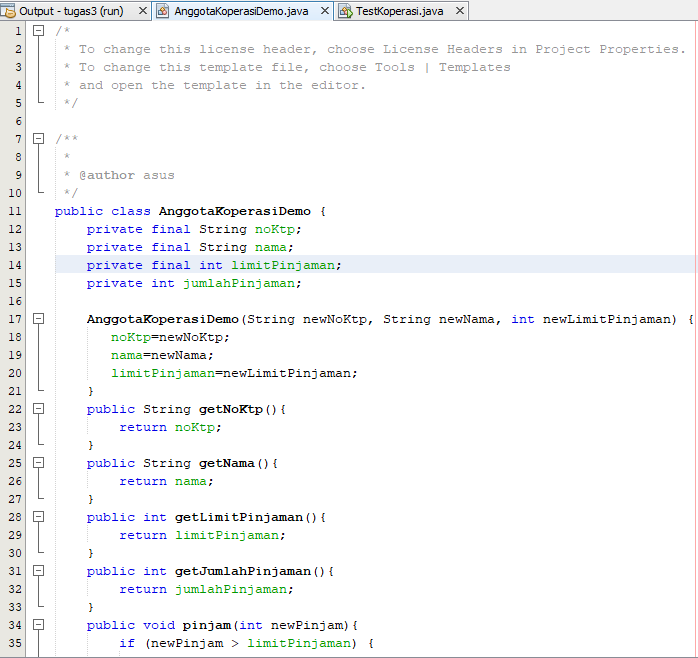 Output - tugas3 (run) AnggotaKoperasiDemo.java TestKoperasi.java
1 /*
2  * To change this license header, choose License Headers in Project Properties.
3  * To change this template file, choose Tools | Templates
4  * and open the template in the editor.
5  */
6
7 /**
8  *
9  * @author asus
10  */
11 public class AnggotaKoperasiDemo {
12     private final String noKtp;
13     private final String nama;
14     private final int limitPinjaman;
15     private int jumlahPinjaman;
16
17     AnggotaKoperasiDemo(String newNoKtp, String newNama, int newLimitPinjaman) {
18        noKtp=newNoKtp;
19        nama=newNama;
20        limitPinjaman=newLimitPinjaman;
21     }
22     public String getNoKtp(){
23         return noKtp;
24     }
25     public String getNama(){
26         return nama;
27     }
28     public int getLimitPinjaman(){
29         return limitPinjaman;
30     }
31     public int getJumlahPinjaman(){
32         return jumlahPinjaman;
33     }
34     public void pinjam(int newPinjam){
35         if (newPinjam > limitPinjaman) {